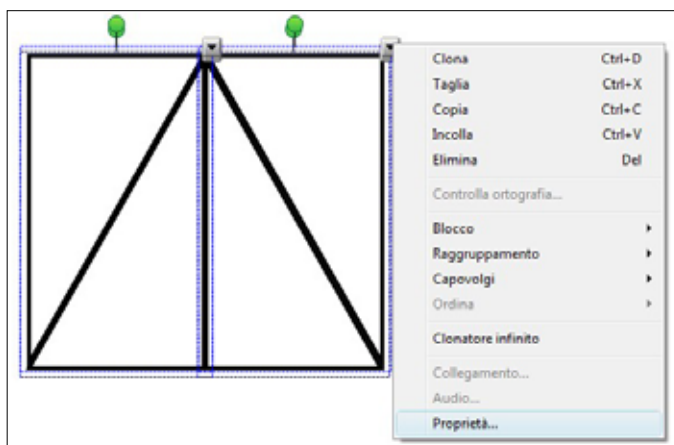 Clona Ctrl+D
Taglia Ctrl+X
Copia Ctrl+C
Incolla Ctrl+V
Elimina Del
Controlla ortografia...
Blocco
Raggruppamento
Capovolgi
Ordina
Clonatore infinito
Collegamento...
Audio...
Proprietà...